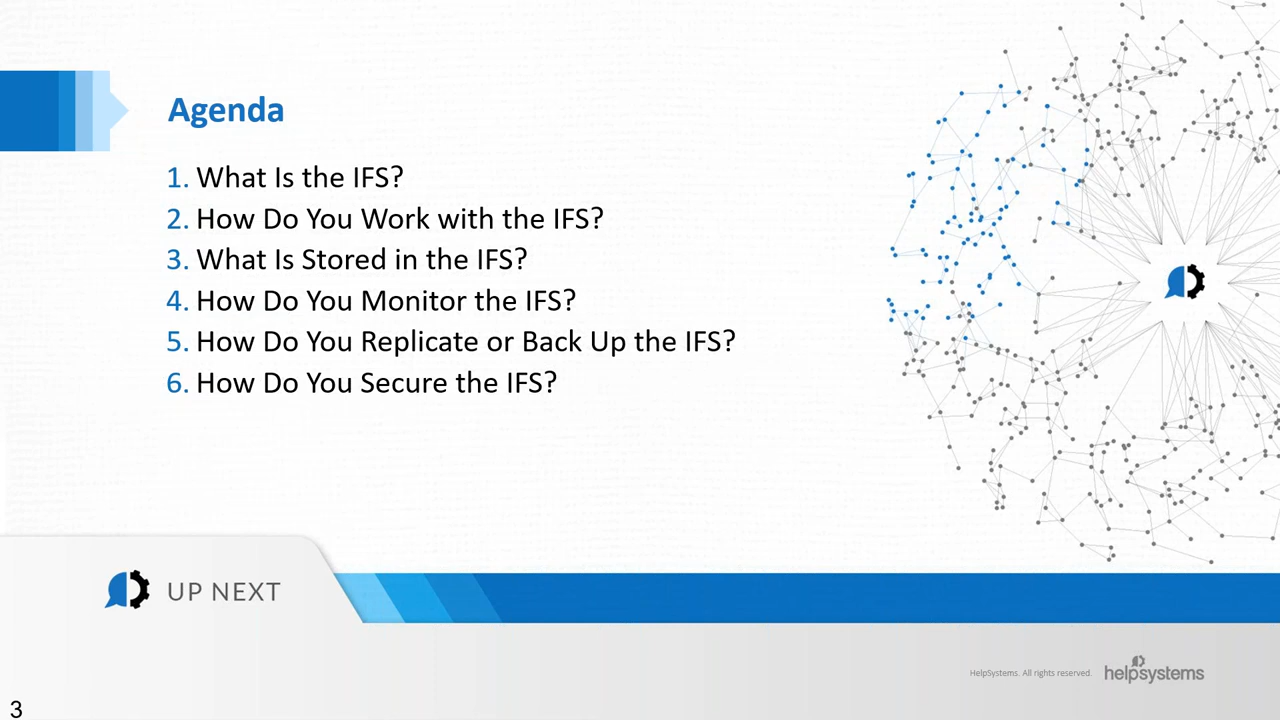 Agenda
1. What Is the IFS?
2. How Do You Work with the IFS?
3. What Is Stored in the IFS?
4. How Do You Monitor the IFS?
5. How Do You Replicate or Back Up the IFS?
6. How Do You Secure the IFS?
UP NEXT
HelpSystems. All rights reserved.
helpsystems
3